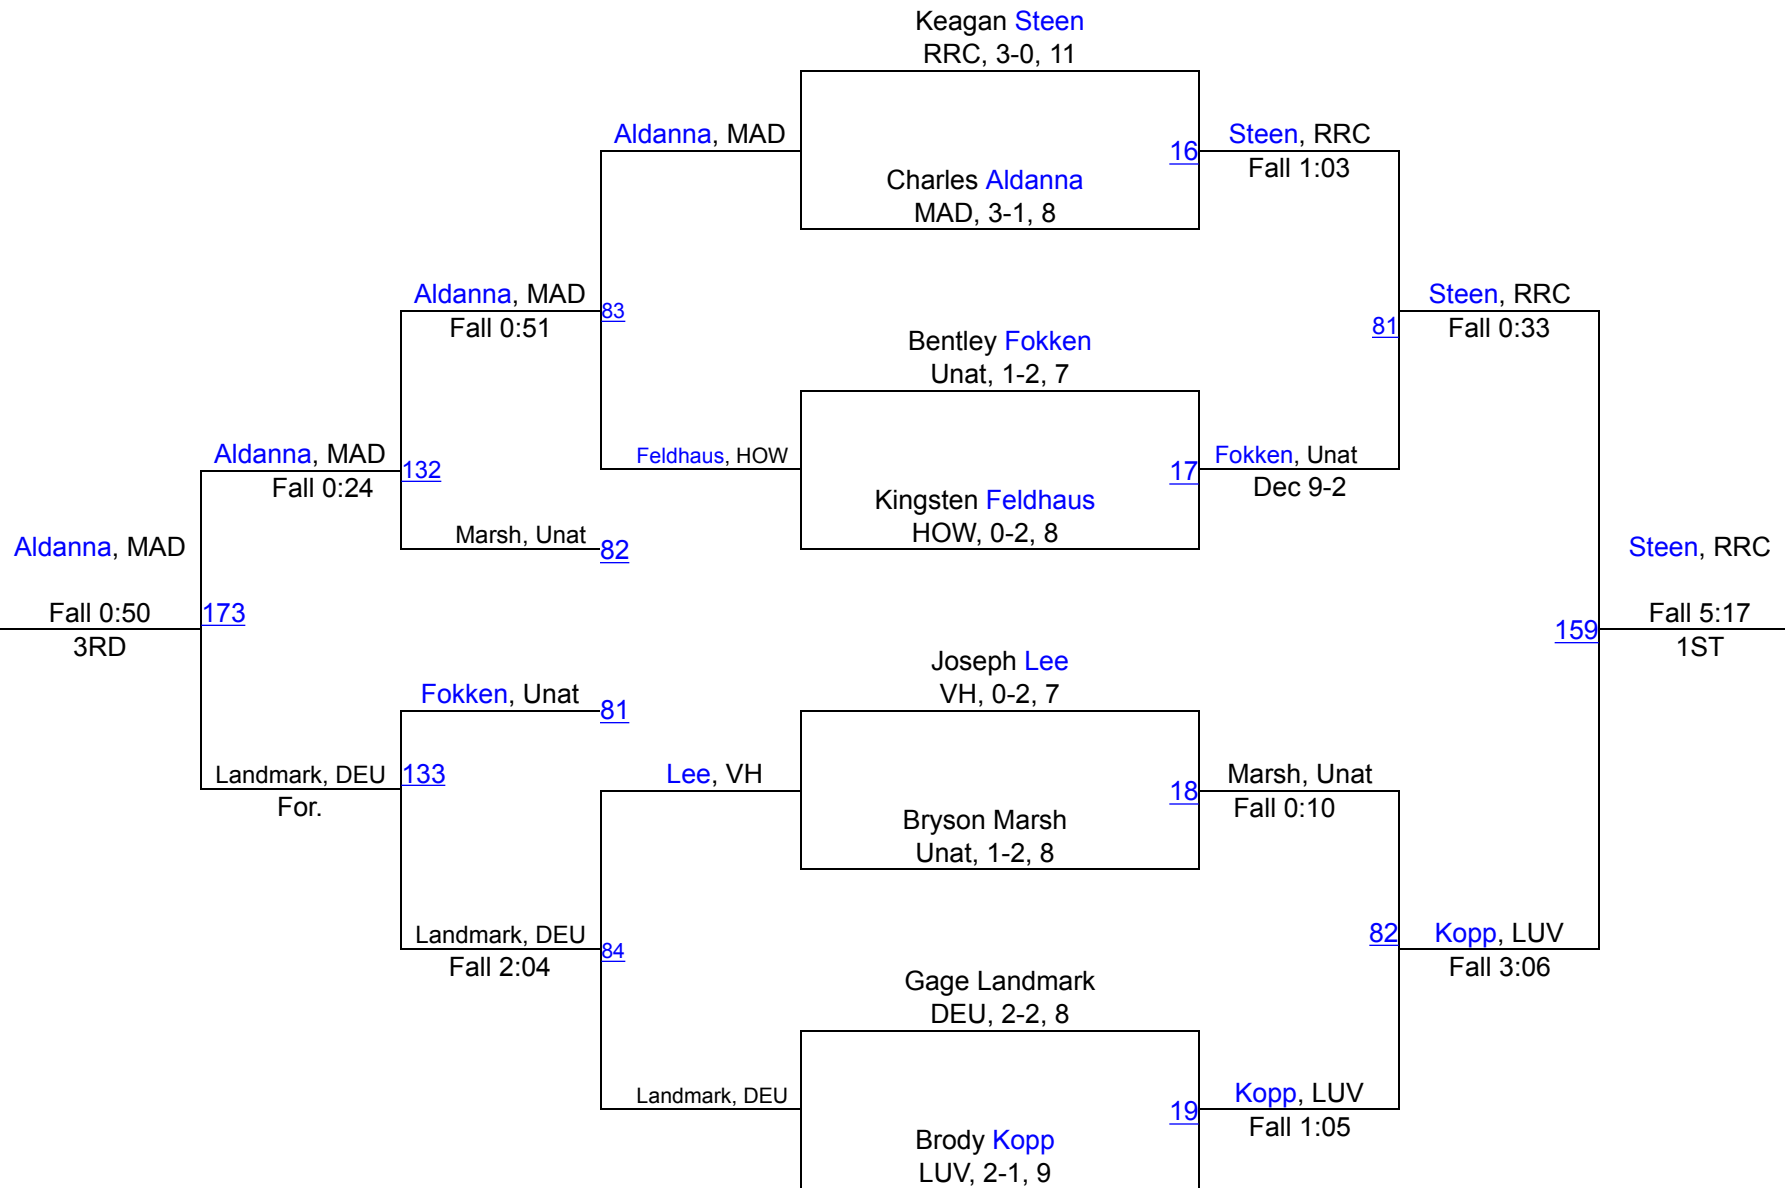 Keagan Steen
RRC, 3-0, 11
Aldanna, MAD
16
Steen, RRC
Fall 1:03
Charles Aldanna
MAD, 3-1, 8
Aldanna, MAD
Fall 0:51
83
Steen, RRC
Fall 0:33
81
Bentley Fokken
Unat, 1-2, 7
Aldanna, MAD
Fall 0:24
132
Feldhaus, HOW
17
Fokken, Unat
Dec 9-2
Kingsten Feldhaus
HOW, 0-2, 8
Marsh, Unat
82
Aldanna, MAD
Fall 0:50
3RD
173
Steen, RRC
Fall 5:17
1ST
159
Joseph Lee
VH, 0-2, 7
Fokken, Unat
81
Landmark, DEU
For.
133
Lee, VH
18
Marsh, Unat
Fall 0:10
Bryson Marsh
Unat, 1-2, 8
Landmark, DEU
Fall 2:04
84
82
Kopp, LUV
Fall 3:06
Gage Landmark
DEU, 2-2, 8
Landmark, DEU
19
Kopp, LUV
Fall 1:05
Brody Kopp
LUV, 2-1, 9